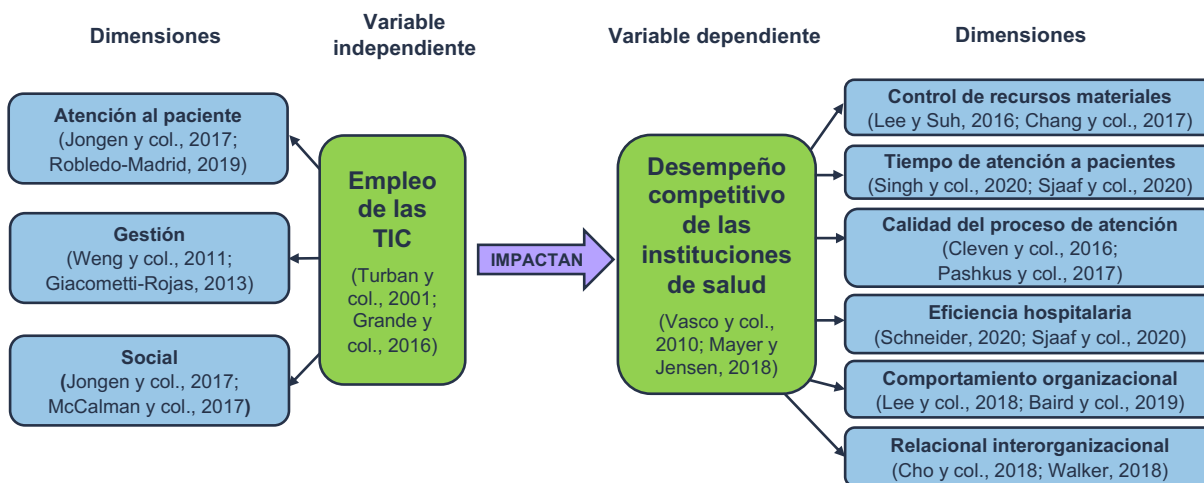 Dimensiones
Variable
independiente
Variable dependiente
Dimensiones
Atención al paciente
(Jongen y col., 2017;
Robledo-Madrid, 2019)
Gestión
(Weng y col., 2011;
Giacometti-Rojas, 2013)
Social
(Jongen y col., 2017;
McCalman y col., 2017)
Empleo
de las
TIC
(Turban y
col., 2001;
Grande y
col., 2016)
IMPACTAN
Desempeño
competitivo
de las
instituciones
de salud
(Vasco y col.,
2010; Mayer y
Jensen, 2018)
Control de recursos materiales
(Lee y Suh, 2016; Chang y col., 2017)
Tiempo de atención a pacientes
(Singh y col., 2020; Sjaaf y col., 2020)
Calidad del proceso de atención
(Cleven y col., 2016;
Pashkus y col., 2017)
Eficiencia hospitalaria
(Schneider, 2020; Sjaaf y col., 2020)
Comportamiento organizacional
(Lee y col., 2018; Baird y col., 2019)
Relacional interorganizacional
(Cho y col., 2018; Walker, 2018)